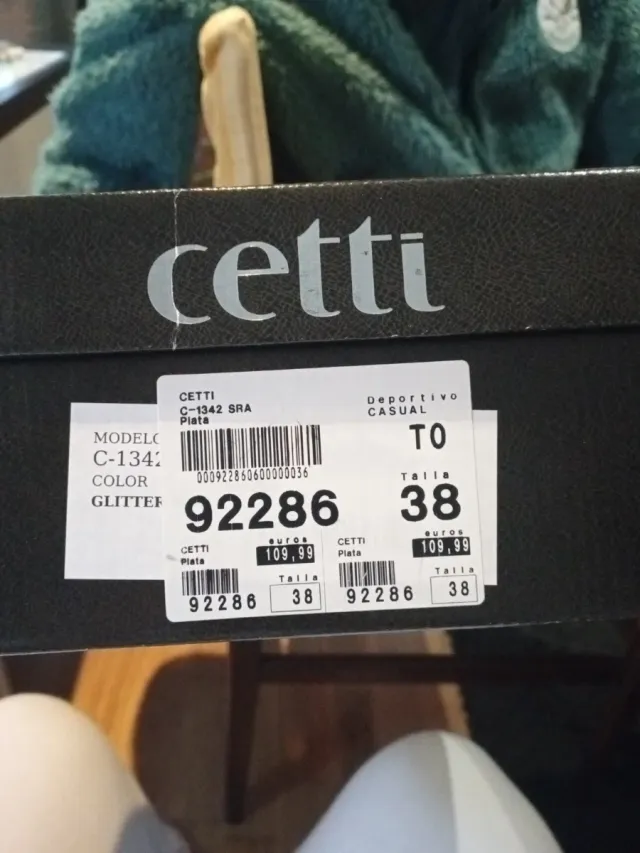 cetti
CETTI
C-1342 SRA
Plata
Deportivo
CASUAL
T0
000922860600000036
MODELO
C-1342
COLOR
GLITTER
92286
Talla
38
CETTI
Plata
euros
109,99
Talla
92286
38
CETTI
Plata
euros
109,99
Talla
92286
38